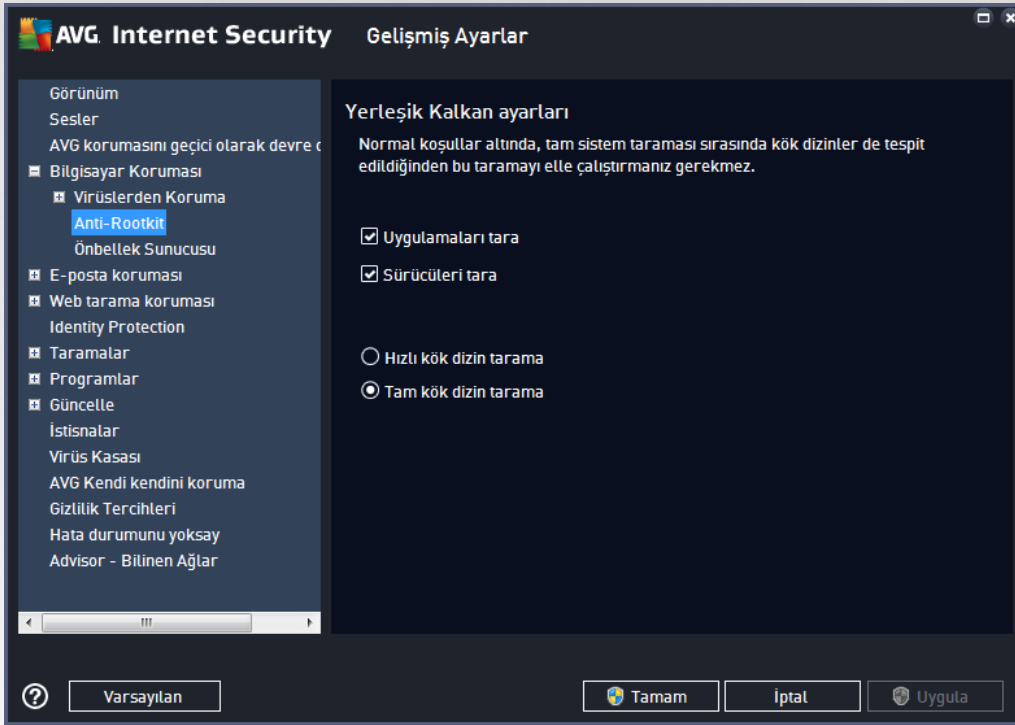 AVG Internet Security Gelişmiş Ayarlar
Görünüm
Sesler
AVG korumasını geçici olarak devre
Bilgisayar Koruması
Virüslerden Koruma
Anti-Rootkit
Önbellek Sunucusu
E-posta koruması
Web tarama koruması
Identity Protection
Taramalar
Programlar
Güncelle
İstisnalar
Virüs Kasası
AVG Kendi kendini koruma
Gizlilik Tercihleri
Hata durumunu yoksay
Advisor - Bilinen Ağlar
Yerleşik Kalkan ayarları
Normal koşullar altında, tam sistem taraması sırasında kök dizinler de tespit
edildiğinden bu taramayı elle çalıştırmanız gerekmez.
Uygulamaları tara
Sürücüleri tara
Hızlı kök dizin tarama
Tam kök dizin tarama
Varsayılan
Tamam
İptal
Uygula